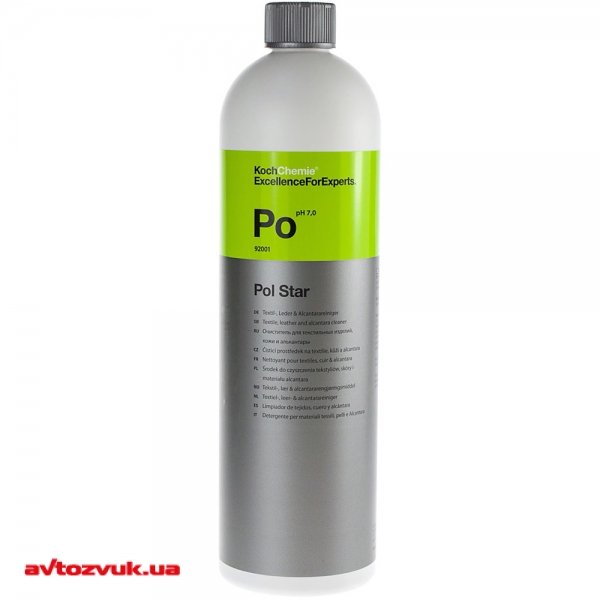 KochChemie®
ExcellenceForExperts.
Po pH 7,0
92001
Pol Star
DE Textil-, Leder & Alcantarareiniger
GB Textile, leather and alcantara cleaner
RU Очиститель для текстильных изделий,
кожи и алькантары
CZ Čisticí prostředek na textilie, kůži a alcantara
FR Nettoyant pour textiles, cuir & alcantara
PL Środek do czyszczenia tekstyliów, skóry i
materiału alcantara
NO Tekstil-, lær & alcantararengjøringsmiddel
NL Textiel-, leer- & alcantarareiniger
ES Limpiador de tejidos, cuero y alcántara
IT Detergente per materiali tessili, pelli e Alcantara
avtozvuk.ua